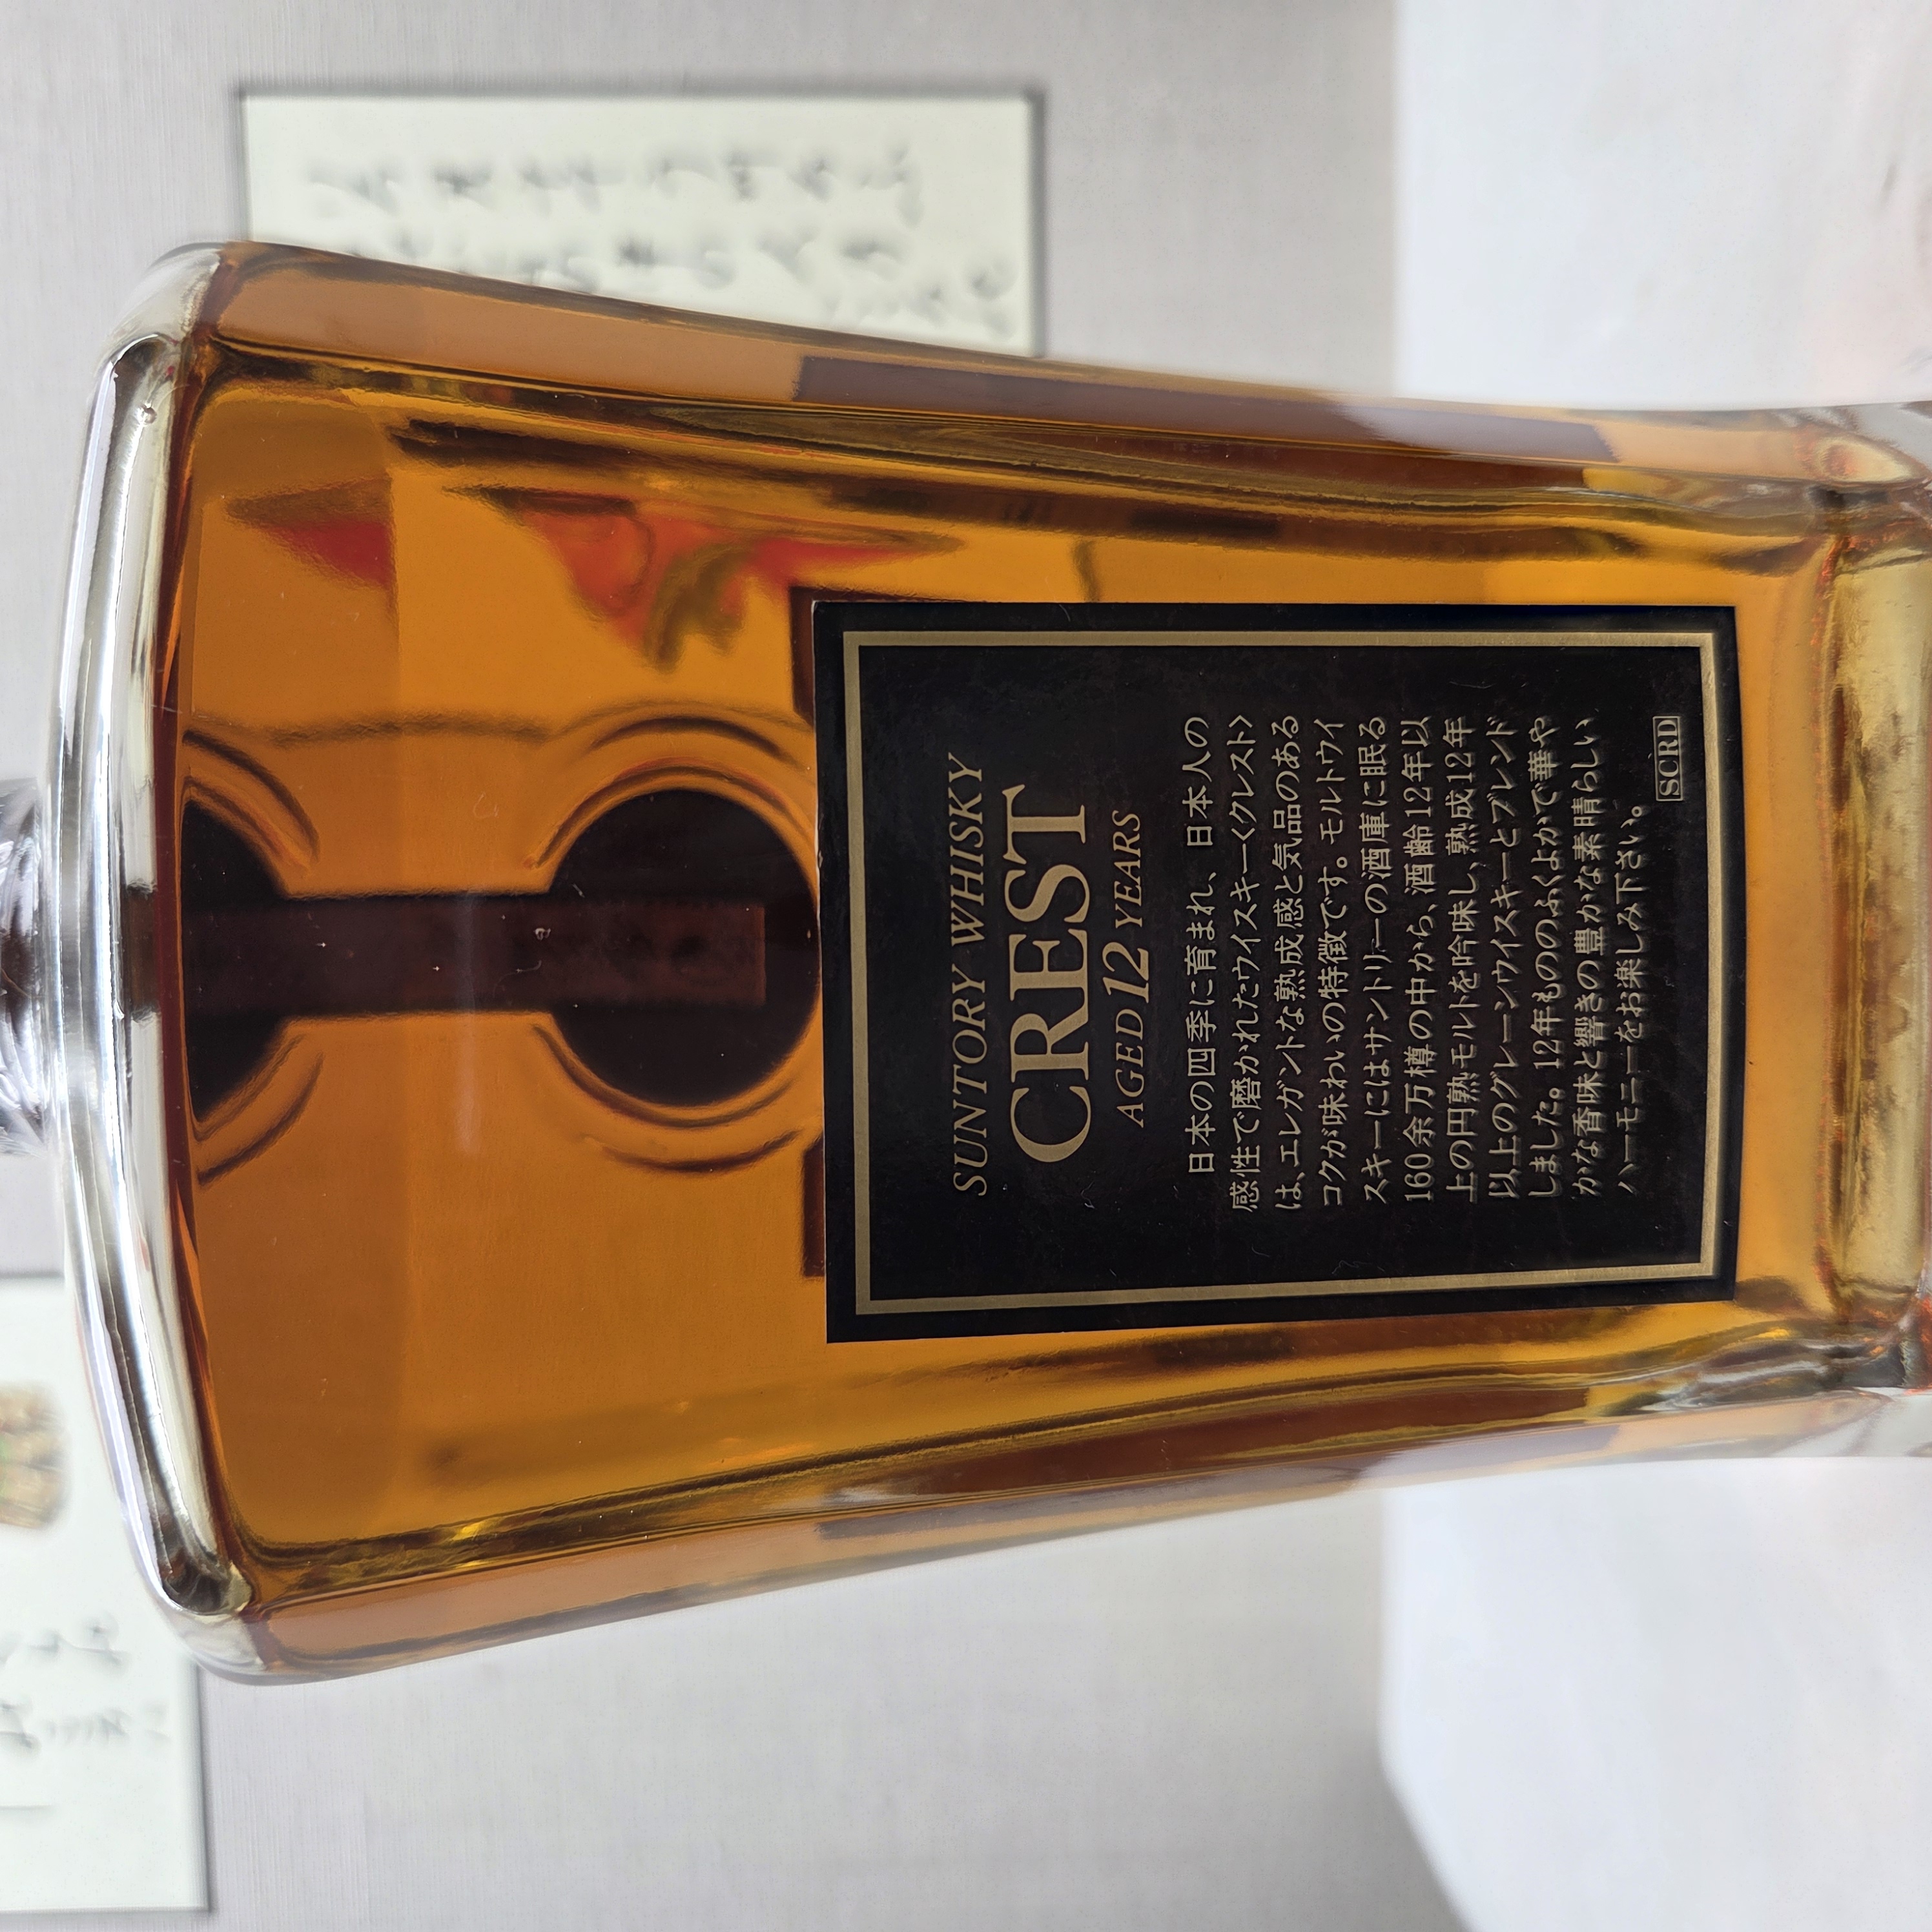 SUNTORY WHISKY
CREST
AGED 12 YEARS
日本の四季に育まれ、日本人の
感性で磨かれたウイスキー〈クレスト〉
は、エレガントな熟成感と気品のある
コクが味わいの特徴です。モルトウイ
スキーにはサントリーの酒庫に眠る
160余万樽の中から、酒齢12年以
上の円熟モルトを吟味し、熟成12年
以上のグレーンウイスキーとブレンド
しました。12年もののふくよかで華や
かな香味と響きの豊かな素晴らしい
ハーモニーをお楽しみ下さい。
SCRD